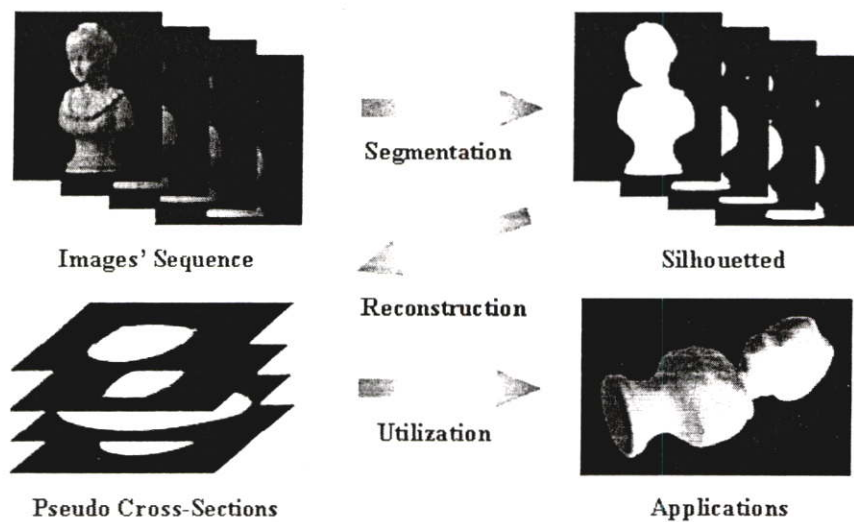 Segmentation
Images' Sequence
Silhouetted
Reconstruction
Utilization
Pseudo Cross-Sections
Applications